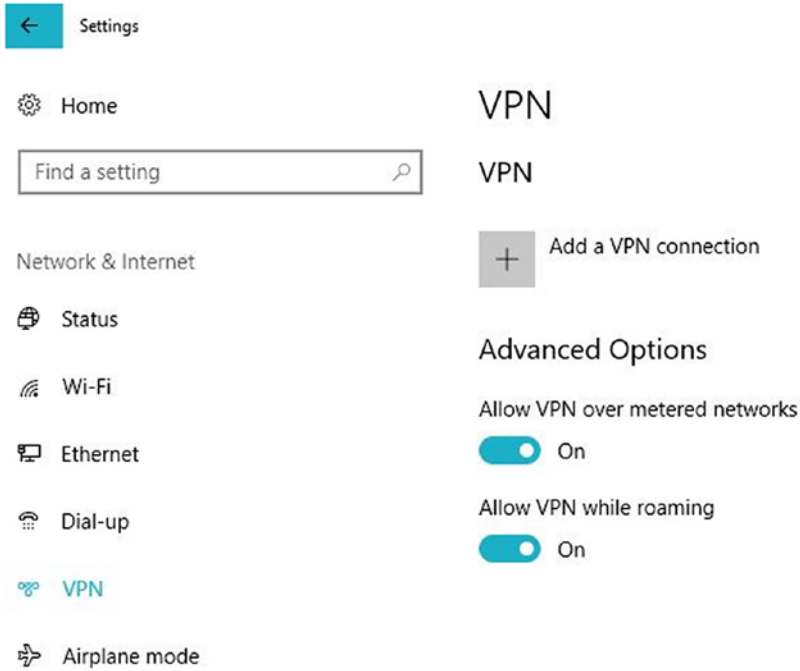 Settings
Home
Find a setting
Network & Internet
Status
Wi-Fi
Ethernet
Dial-up
VPN
Airplane mode
VPN
VPN
Add a VPN connection
Advanced Options
Allow VPN over metered networks
On
Allow VPN while roaming
On